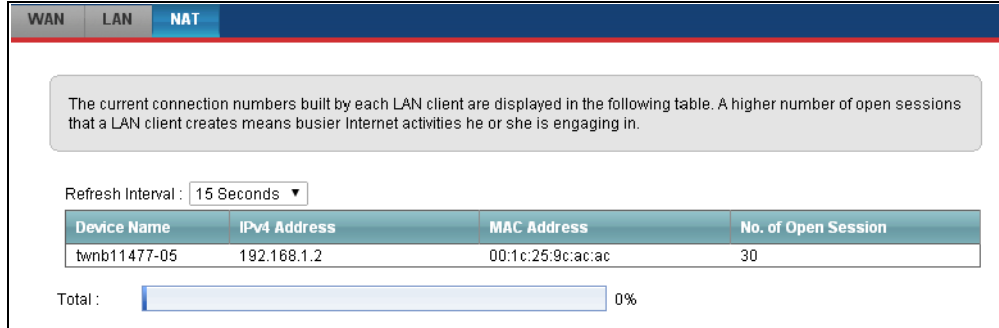 WAN LAN NAT
The current connection numbers built by each LAN client are displayed in the following table. A higher number of open sessions
that a LAN client creates means busier Internet activities he or she is engaging in.
Refresh Interval : 15 Seconds
Device Name IPv4 Address MAC Address No. of Open Session
twnb11477-05 192.168.1.2 00:1c:25:9c:ac:ac 30
Total : 0%